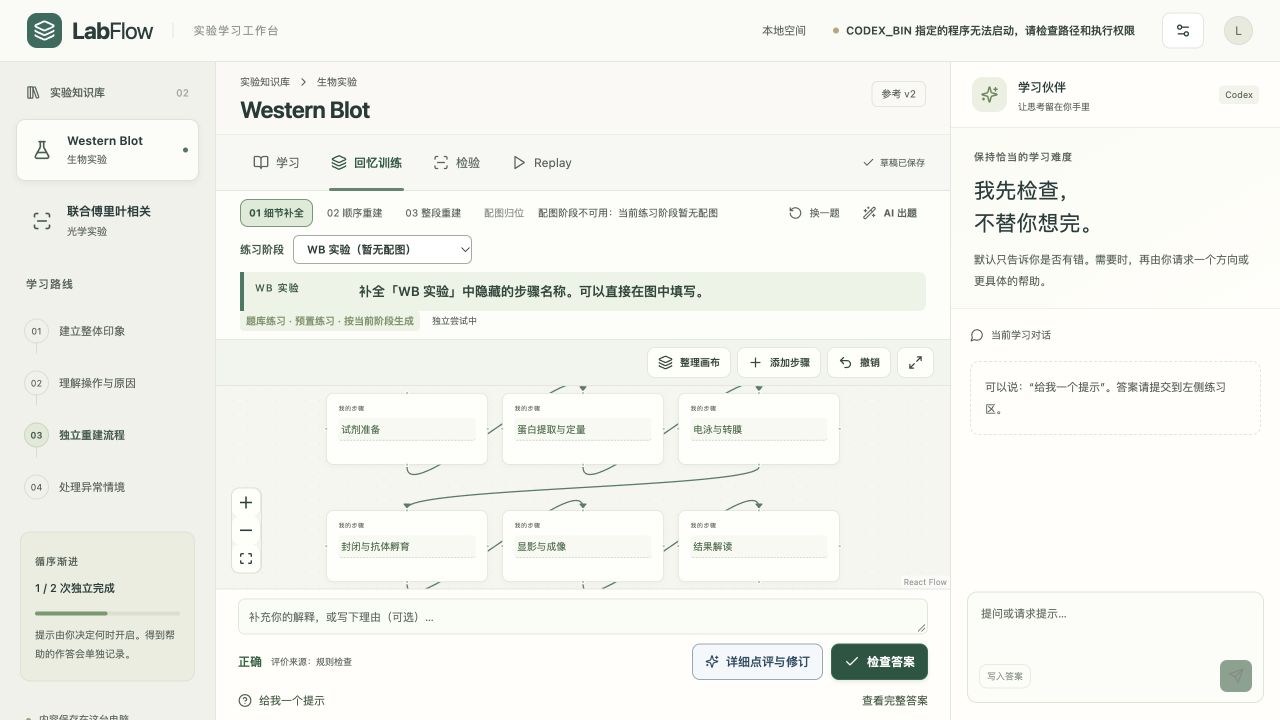 LabFlow
实验学习工作台
本地空间
CODEX_BIN 指定的程序无法启动，请检查路径和执行权限
L
实验知识库
02
Western Blot
生物实验
联合傅里叶相关
光学实验
学习路线
01 建立整体印象
02 理解操作与原因
03 独立重建流程
04 处理异常情境
循序渐进
1 / 2 次独立完成
提示由你决定何时开启。得到帮
助的作答会单独记录。
实验知识库 > 生物实验
Western Blot
参考 v2
学习
回忆训练
检验
Replay
草稿已保存
01 细节补全
02 顺序重建
03 整段重建
配图归位
配图阶段不可用：当前练习阶段暂无配图
换一题
AI 出题
练习阶段
WB 实验（暂无配图）
WB 实验
补全「WB 实验」中隐藏的步骤名称。可以直接在图中填写。
题库练习 · 预置练习 · 按当前阶段生成
独立尝试中
整理画布
添加步骤
撤销
我的步骤
试剂准备
我的步骤
蛋白提取与定量
我的步骤
电泳与转膜
我的步骤
封闭与抗体孵育
我的步骤
显影与成像
我的步骤
结果解读
React Flow
补充你的解释，或写下理由（可选）...
正确
评价来源：规则检查
详细点评与修订
检查答案
给我一个提示
查看完整答案
学习伙伴
让思考留在你手里
Codex
保持恰当的学习难度
我先检查，
不替你想完。
默认只告诉你是否有错。需要时，再由你请求一个方向或
更具体的帮助。
当前学习对话
可以说：“给我一个提示”。答案请提交到左侧练习
区。
提问或请求提示...
写入答案